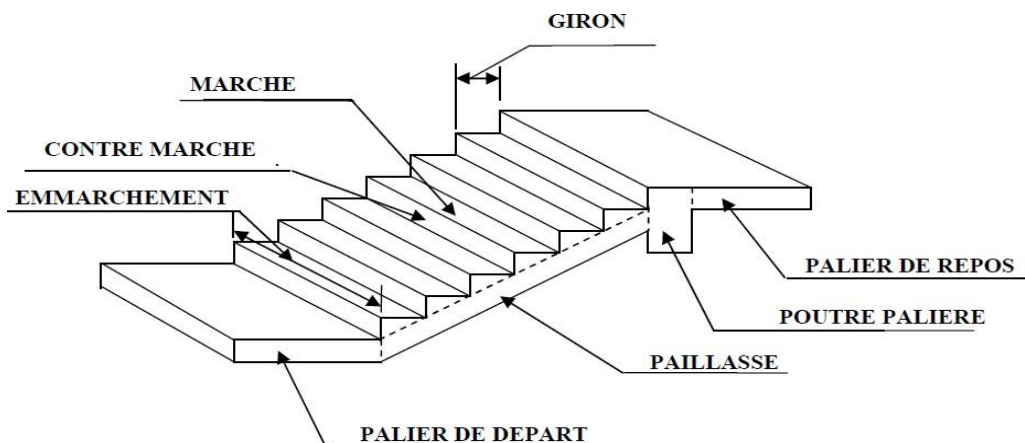 GIRON
MARCHE
CONTRE MARCHE
EMMARCHEMENT
PALIER DE REPOS
POUTRE PALIERE
PAILLASSE
PALIER DE DEPART